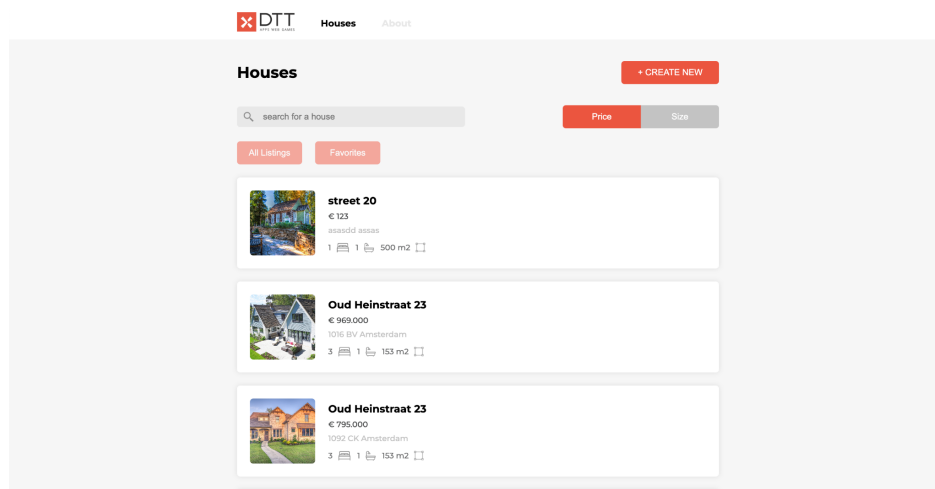 DTT
APPS WEB GAMES
Houses
About
Houses
+ CREATE NEW
search for a house
Price
Size
All Listings
Favorites
street 20
€ 123
asasdd assas
1 1 500 m2
Oud Heinstraat 23
€ 969.000
1016 BV Amsterdam
3 1 153 m2
Oud Heinstraat 23
€ 795.000
1092 CK Amsterdam
3 1 153 m2